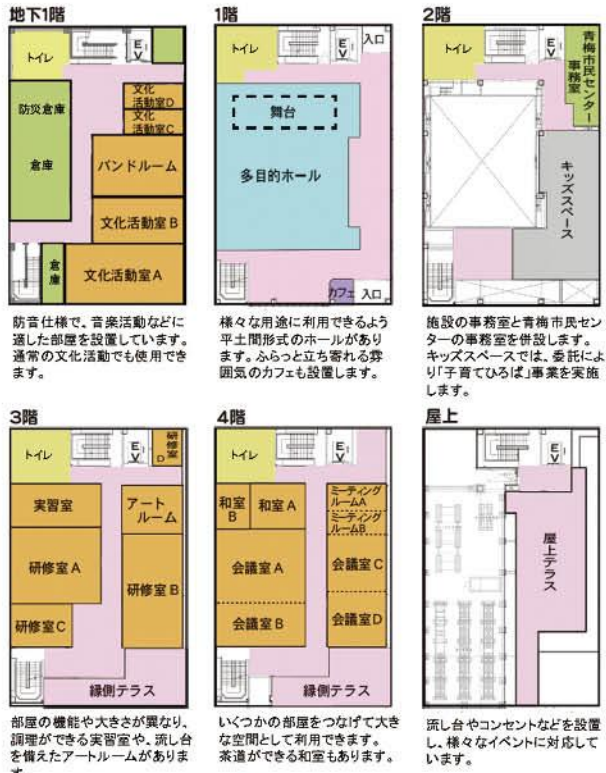 地下1階
トイレ
EV
防災倉庫
倉庫
文化
活動室D
文化
活動室C
バンドルーム
文化活動室B
倉庫
文化活動室A
防音仕様で、音楽活動などに
適した部屋を設置しています。
通常の文化活動でも使用でき
ます。
1階
トイレ
EV
入口
舞台
多目的ホール
カフェ
入口
様々な用途に利用できるよう
平土間形式のホールがあり
ます。ふらっと立ち寄れる雰
囲気のカフェも設置します。
2階
トイレ
EV
青梅市民センター
事務室
キッズスペース
施設の事務室と青梅市民セン
ターの事務室を併設します。
キッズスペースでは、委託によ
り「子育てひろば」事業を実施
します。
3階
トイレ
EV
研修室
D
実習室
アート
ルーム
研修室A
研修室B
研修室C
縁側テラス
部屋の機能や大きさが異なり、
調理ができる実習室や、流し台
を備えたアートルームがありま
す。
4階
トイレ
EV
和室
B
和室A
ミーティング
ルームA
ミーティング
ルームB
会議室A
会議室C
会議室B
会議室D
縁側テラス
いくつかの部屋をつなげて大き
な空間として利用できます。
茶道ができる和室もあります。
屋上
EV
屋上テラス
流し台やコンセントなどを設置
し、様々なイベントに対応して
います。